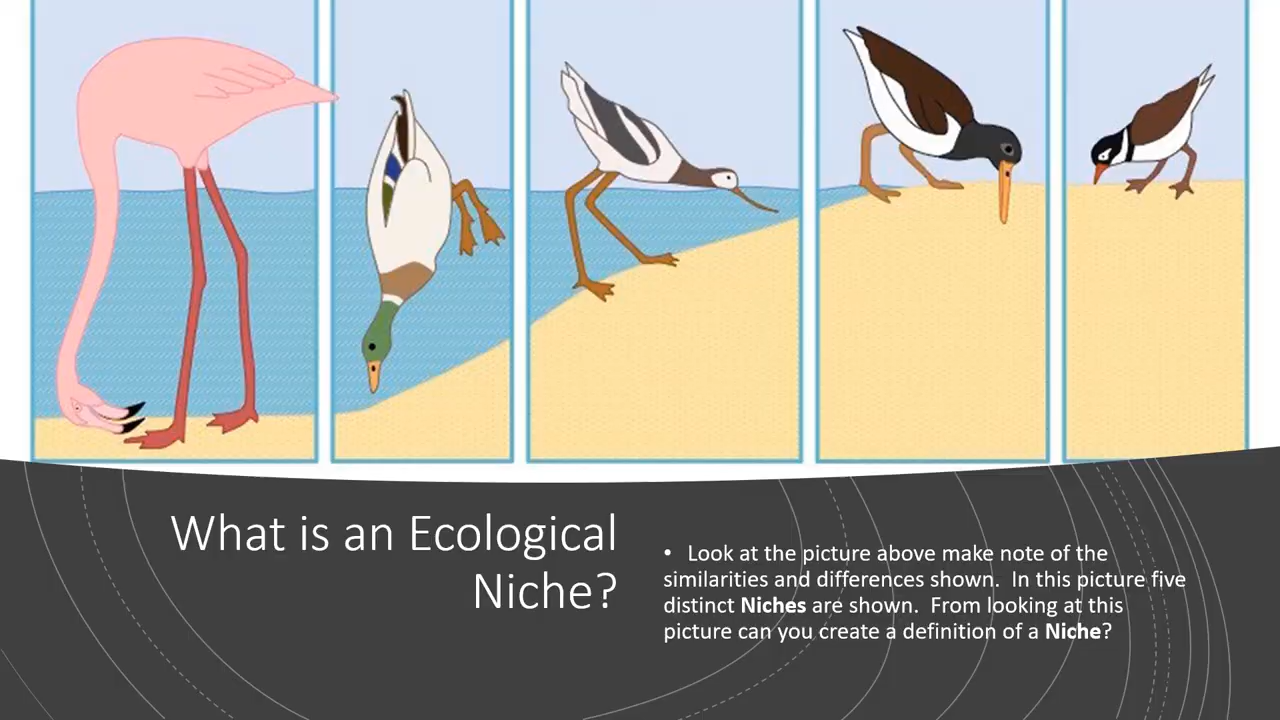 What is an Ecological
Niche?
• Look at the picture above make note of the
similarities and differences shown.  In this picture five
distinct Niches are shown.  From looking at this
picture can you create a definition of a Niche?